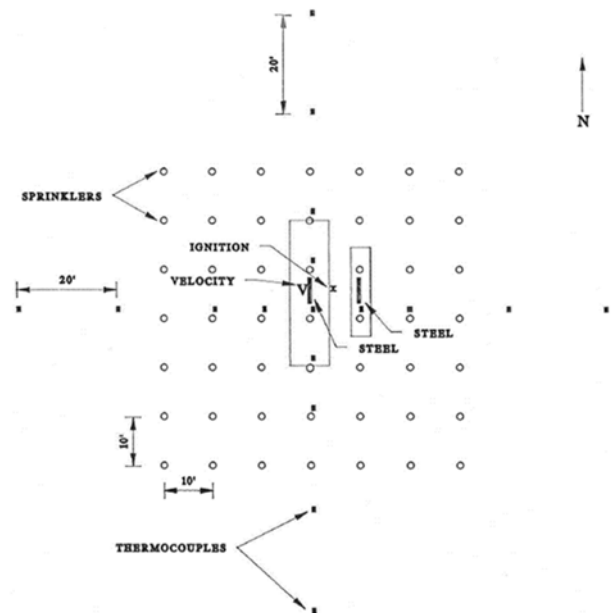 20'
N
SPRINKLERS
IGNITION
VELOCITY
V
20'
STEEL
STEEL
10'
10'
THERMOCOUPLES